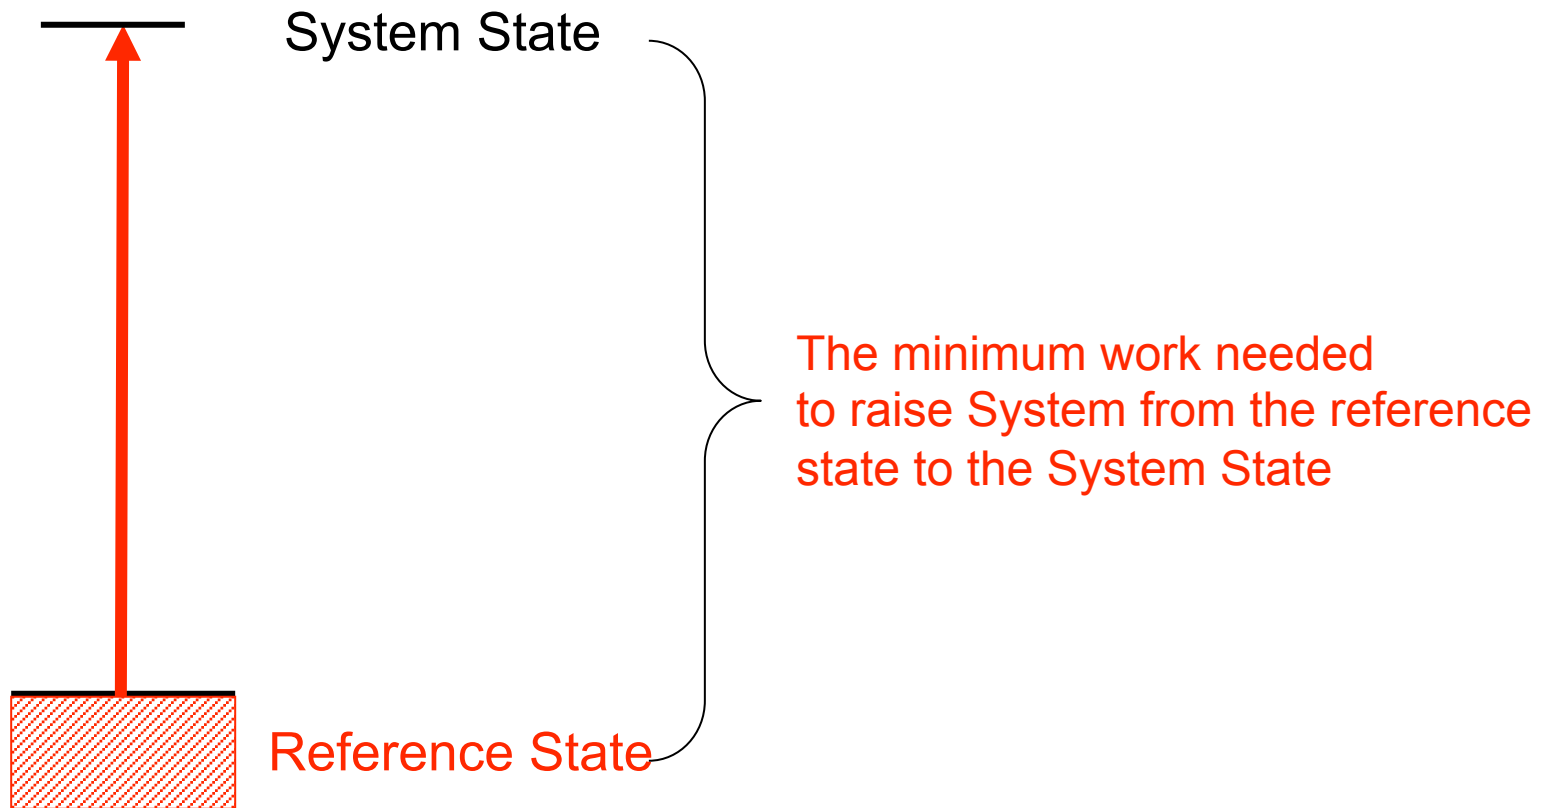 System State
The minimum work needed
to raise System from the reference
state to the System State
Reference State